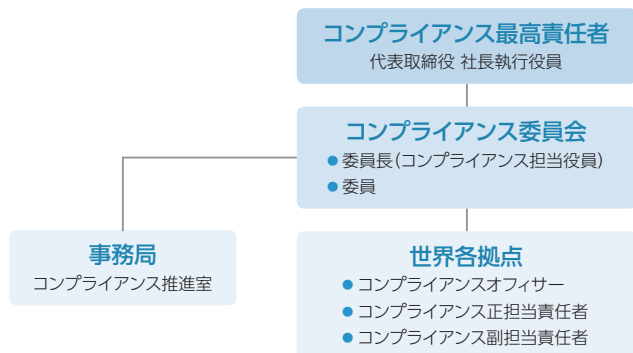 コンプライアンス最高責任者
代表取締役 社長執行役員
コンプライアンス委員会
● 委員長(コンプライアンス担当役員)
● 委員
事務局
コンプライアンス推進室
世界各拠点
● コンプライアンスオフィサー
● コンプライアンス正担当責任者
● コンプライアンス副担当責任者